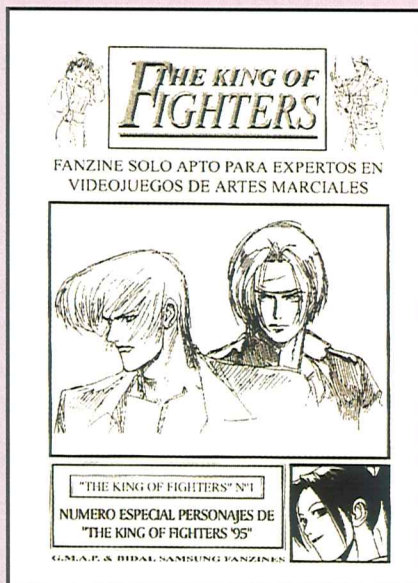 THE KING OF
FIGHTERS
FANZINE SOLO APTO PARA EXPERTOS EN
VIDEOJUEGOS DE ARTES MARCIALES
"THE KING OF FIGHTERS" Nº1
NUMERO ESPECIAL PERSONAJES DE
"THE KING OF FIGHTERS '95"
G.M.A.P. & BIDAL SAMSUNG FANZINES